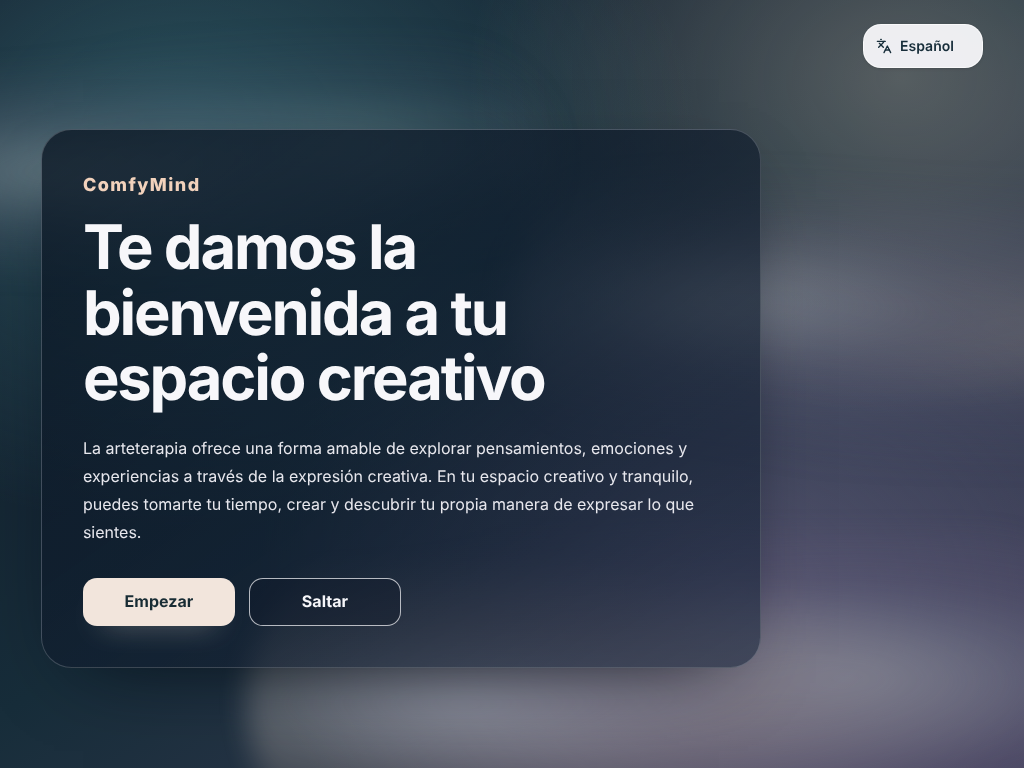 Español
ComfyMind
Te damos la
bienvenida a tu
espacio creativo
La arteterapia ofrece una forma amable de explorar pensamientos, emociones y
experiencias a través de la expresión creativa. En tu espacio creativo y tranquilo,
puedes tomarte tu tiempo, crear y descubrir tu propia manera de expresar lo que
sientes.
Empezar
Saltar